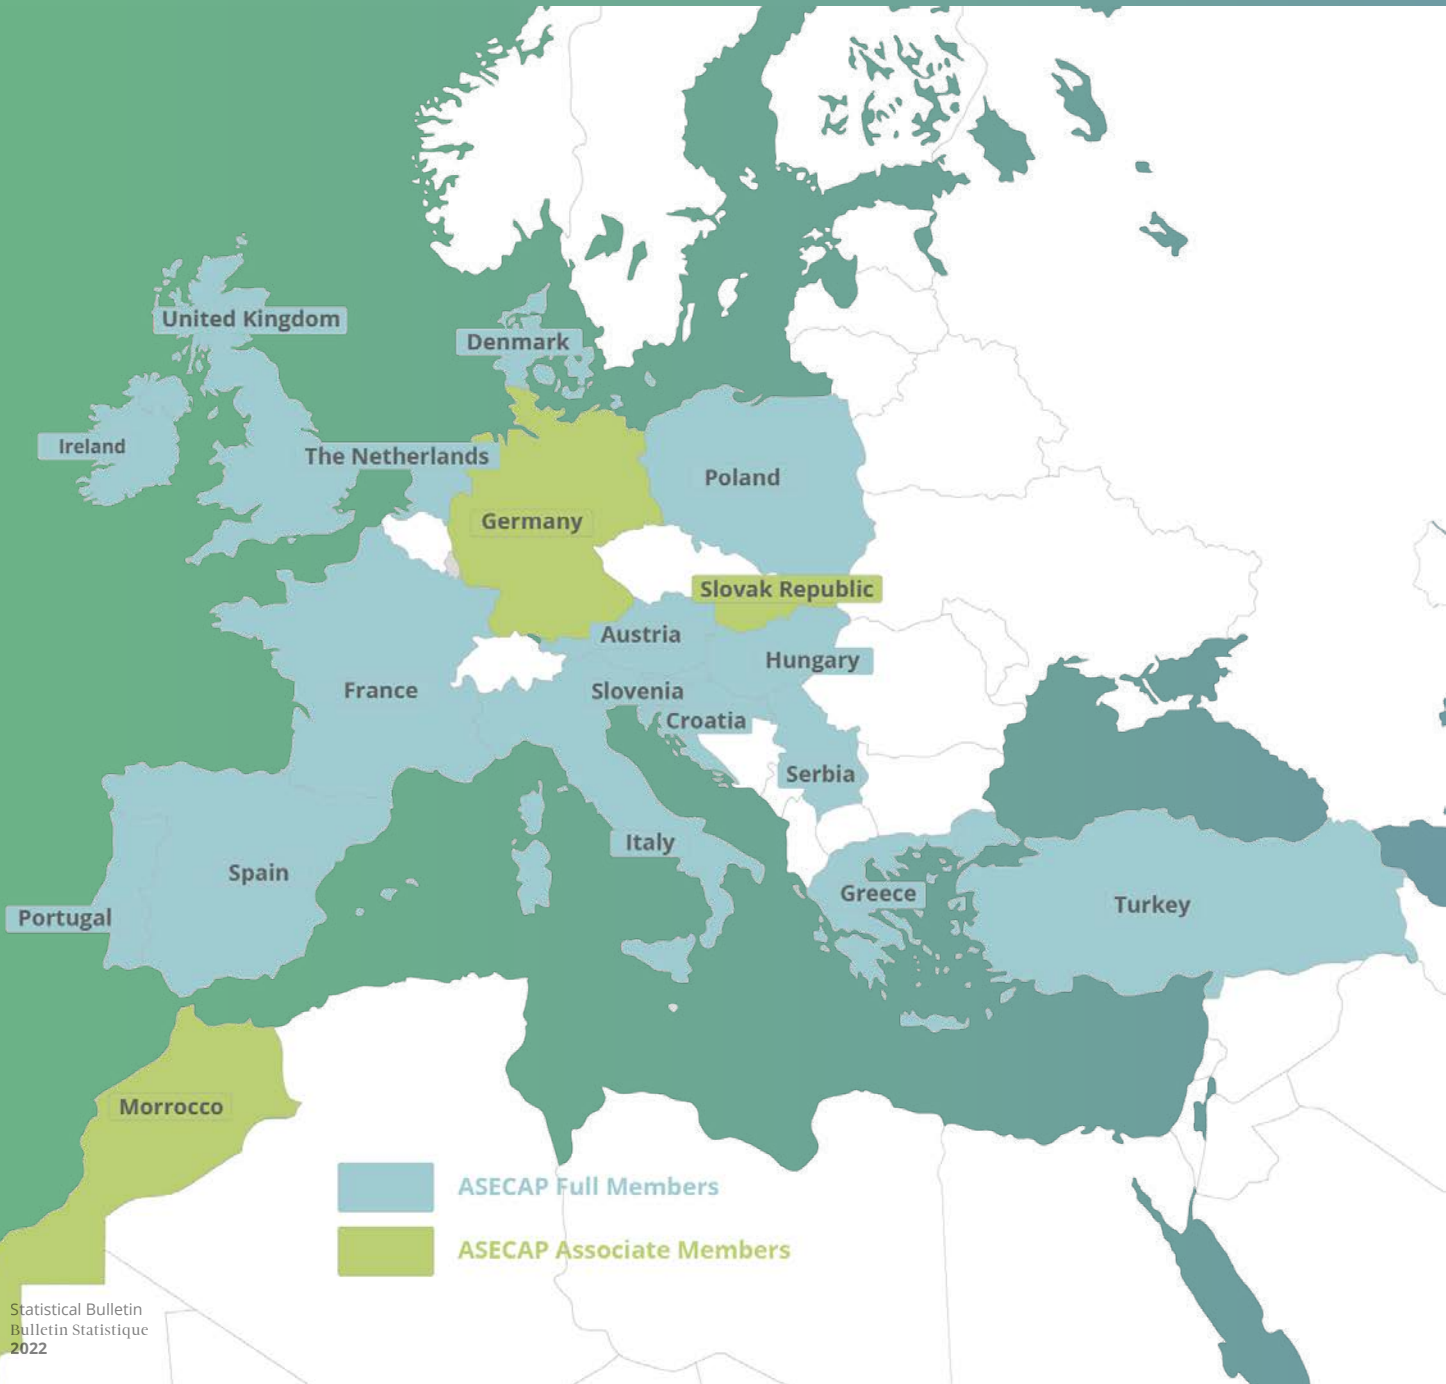 United Kingdom
Denmark
Ireland
The Netherlands
Poland
Germany
Slovak Republic
Austria
Hungary
France
Slovenia
Croatia
Serbia
Italy
Spain
Greece
Turkey
Portugal
Morrocco
ASECAP Full Members
ASECAP Associate Members
Statistical Bulletin
Bulletin Statistique
2022